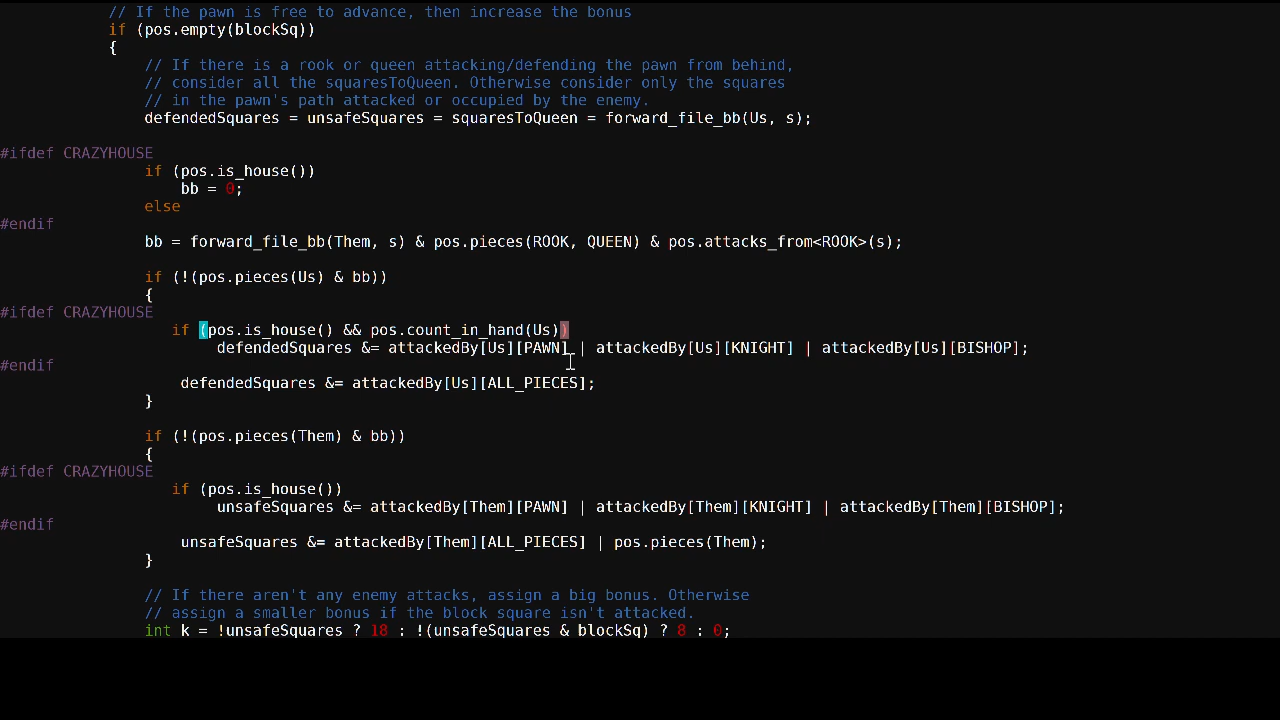 // If the pawn is free to advance, then increase the bonus
if (pos.empty(blockSq))
{
// If there is a rook or queen attacking/defending the pawn from behind,
// consider all the squaresToQueen. Otherwise consider only the squares
// in the pawn's path attacked or occupied by the enemy.
defendedSquares = unsafeSquares = squaresToQueen = forward_file_bb(Us, s);
#ifdef CRAZYHOUSE
if (pos.is_house())
bb = 0;
else
#endif
bb = forward_file_bb(Them, s) & pos.pieces(ROOK, QUEEN) & pos.attacks_from<ROOK>(s);
if (!(pos.pieces(Us) & bb))
{
#ifdef CRAZYHOUSE
if (pos.is_house() && pos.count_in_hand(Us))
defendedSquares &= attackedBy[Us][PAWN] | attackedBy[Us][KNIGHT] | attackedBy[Us][BISHOP];
#endif
defendedSquares &= attackedBy[Us][ALL_PIECES];
}
if (!(pos.pieces(Them) & bb))
{
#ifdef CRAZYHOUSE
if (pos.is_house())
unsafeSquares &= attackedBy[Them][PAWN] | attackedBy[Them][KNIGHT] | attackedBy[Them][BISHOP];
#endif
unsafeSquares &= attackedBy[Them][ALL_PIECES] | pos.pieces(Them);
}
// If there aren't any enemy attacks, assign a big bonus. Otherwise
// assign a smaller bonus if the block square isn't attacked.
int k = !unsafeSquares ? 18 : !(unsafeSquares & blockSq) ? 8 : 0;